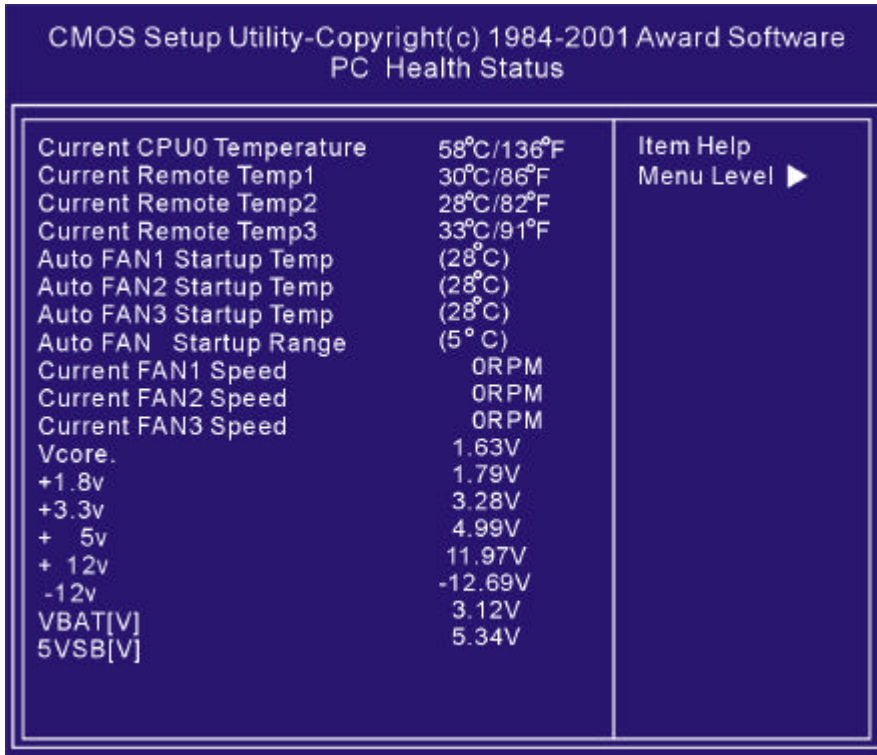 CMOS Setup Utility-Copyright(c) 1984-2001 Award Software
PC Health Status
Current CPU0 Temperature 58°C/136°F
Current Remote Temp1 30°C/86°F
Current Remote Temp2 28°C/82°F
Current Remote Temp3 33°C/91°F
Auto FAN1 Startup Temp (28°C)
Auto FAN2 Startup Temp (28°C)
Auto FAN3 Startup Temp (28°C)
Auto FAN Startup Range (5° C)
Current FAN1 Speed 0RPM
Current FAN2 Speed 0RPM
Current FAN3 Speed 0RPM
Vcore. 1.63V
+1.8v 1.79V
+3.3v 3.28V
+ 5v 4.99V
+ 12v 11.97V
-12v -12.69V
VBAT[V] 3.12V
5VSB[V] 5.34V
Item Help
Menu Level ▶